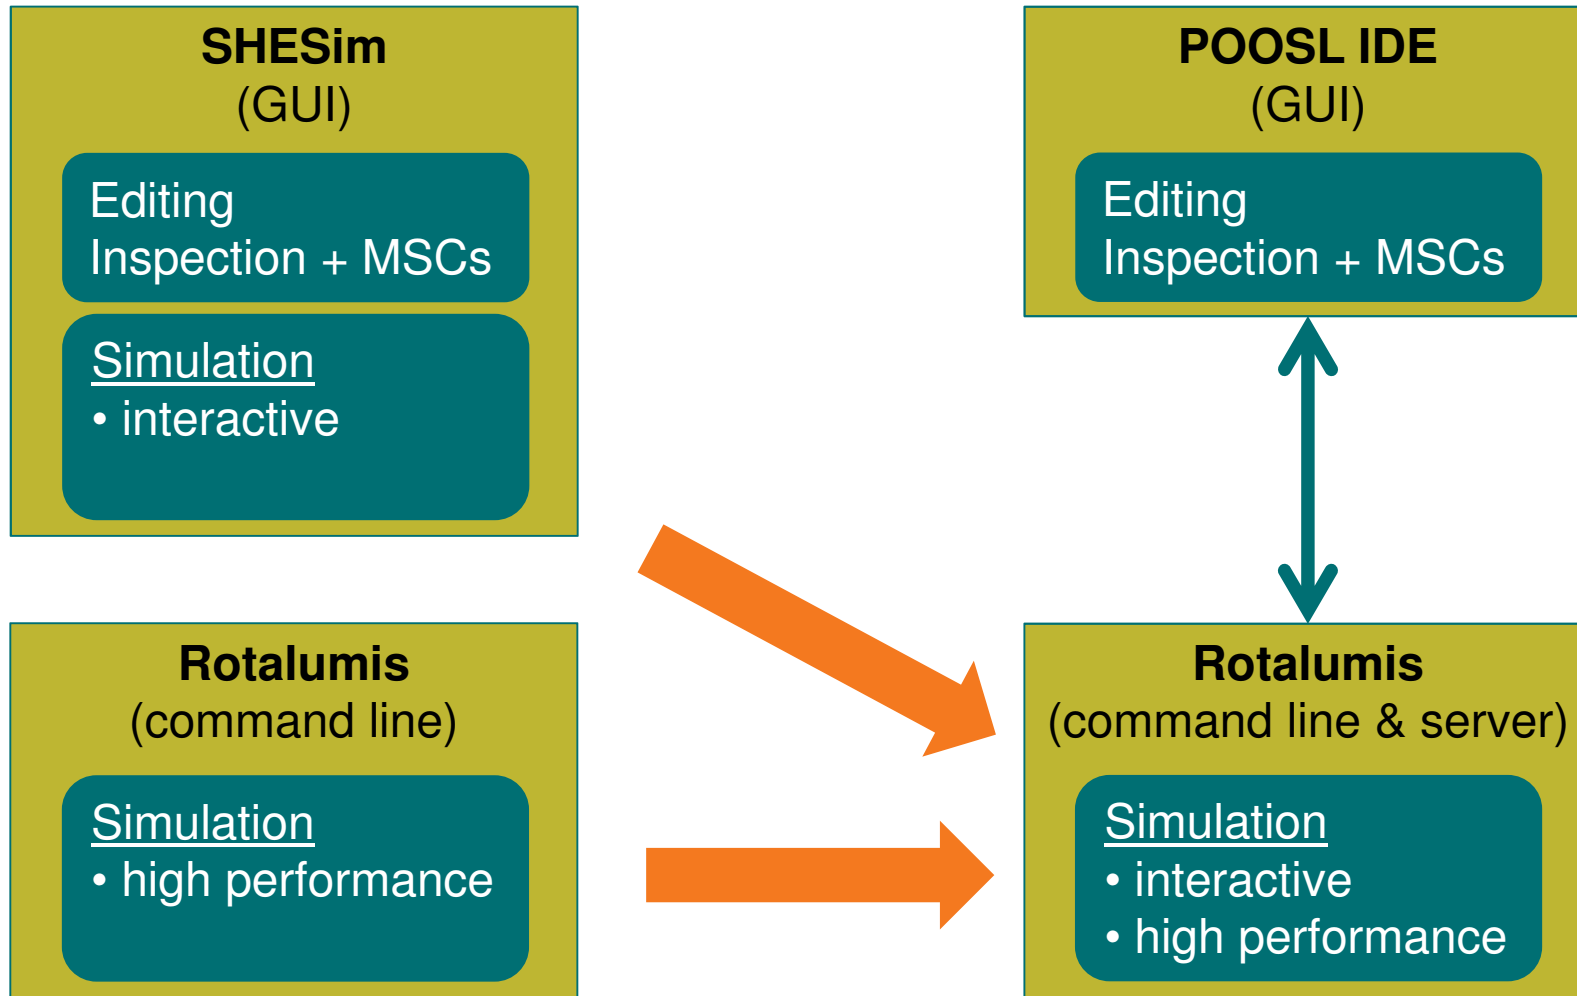 SHESim
(GUI)
Editing
Inspection + MSCs
Simulation
• interactive
POOSL IDE
(GUI)
Editing
Inspection + MSCs
Rotalumis
(command line)
Simulation
• high performance
Rotalumis
(command line & server)
Simulation
• interactive
• high performance